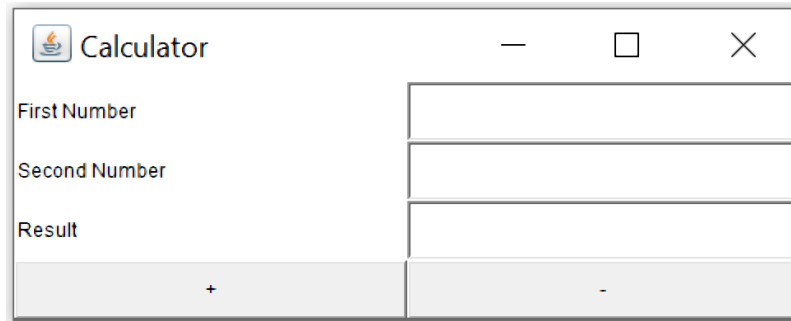 Calculator
First Number
Second Number
Result
+ -